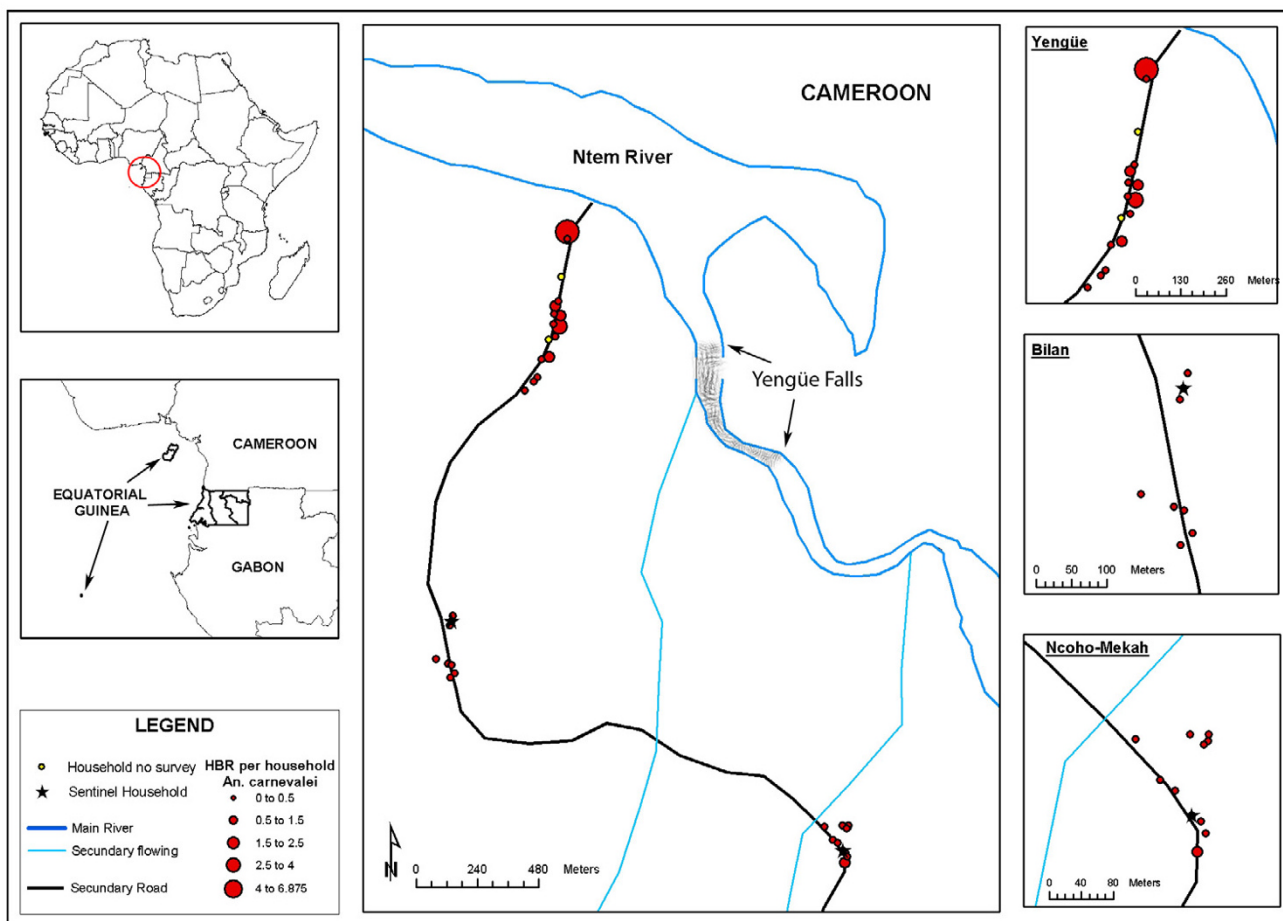 CAMEROON
EQUATORIAL
GUINEA
GABON
LEGEND
Household no survey
Sentinel Household
Main River
Secundary flowing
Secundary Road
HBR per household
An. carnevalei
0 to 0.5
0.5 to 1.5
1.5 to 2.5
2.5 to 4
4 to 6.875
CAMEROON
Ntem River
Yengüe Falls
N
0 240 480 Meters
Yengüe
0 130 260 Meters
Bilan
0 50 100 Meters
Ncoho-Mekah
0 40 80 Meters